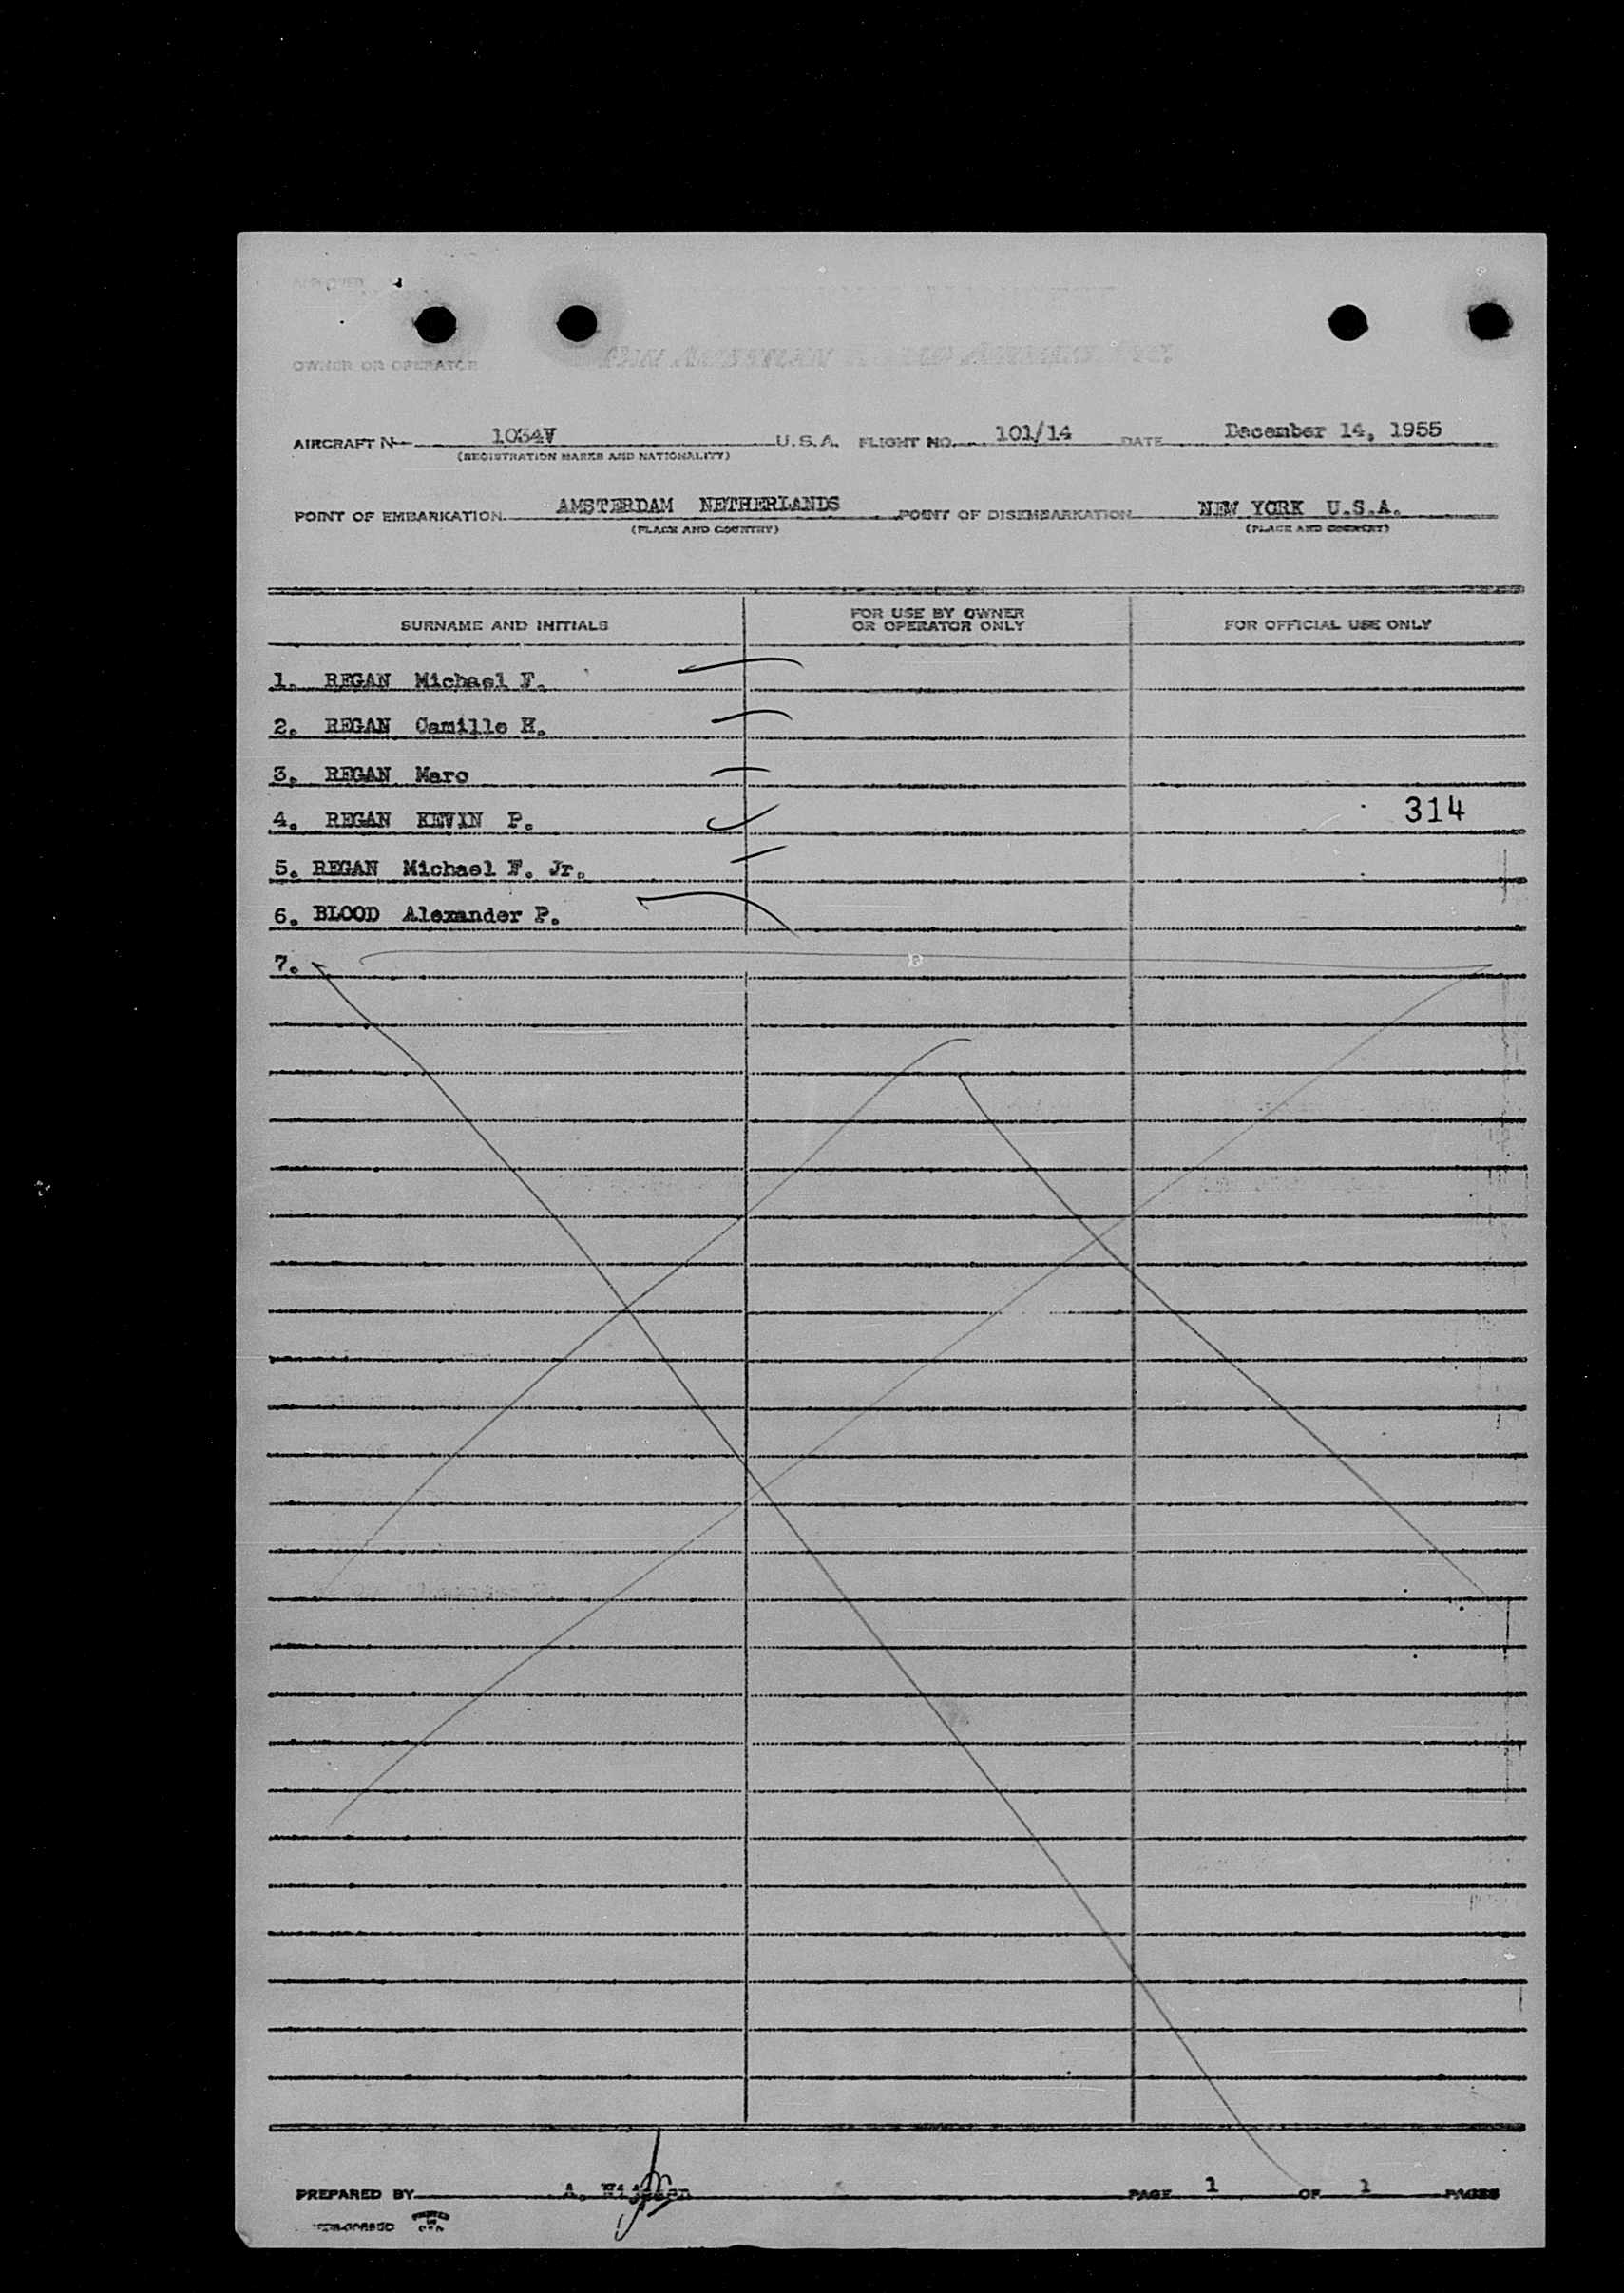 OWNER OR OPERATOR
AIRCRAFT N 1034V U.S.A. FLIGHT NO. 101/14 DATE December 14, 1955
(REGISTRATION MARKS AND NATIONALITY)
POINT OF EMBARKATION AMSTERDAM NETHERLANDS POINT OF DISEMBARKATION NEW YORK U.S.A.
(PLACE AND COUNTRY) (PLACE AND COUNTRY)
SURNAME AND INITIALS FOR USE BY OWNER OR OPERATOR ONLY FOR OFFICIAL USE ONLY
1. REGAN Michael F.
2. REGAN Camille H.
3. REGAN Marc
4. REGAN KEVIN P. 314
5. REGAN Michael F. Jr.
6. BLOOD Alexander P.
7.
PREPARED BY A. PAGE 1 OF 1 PAGES
PRINTED IN U.S.A.